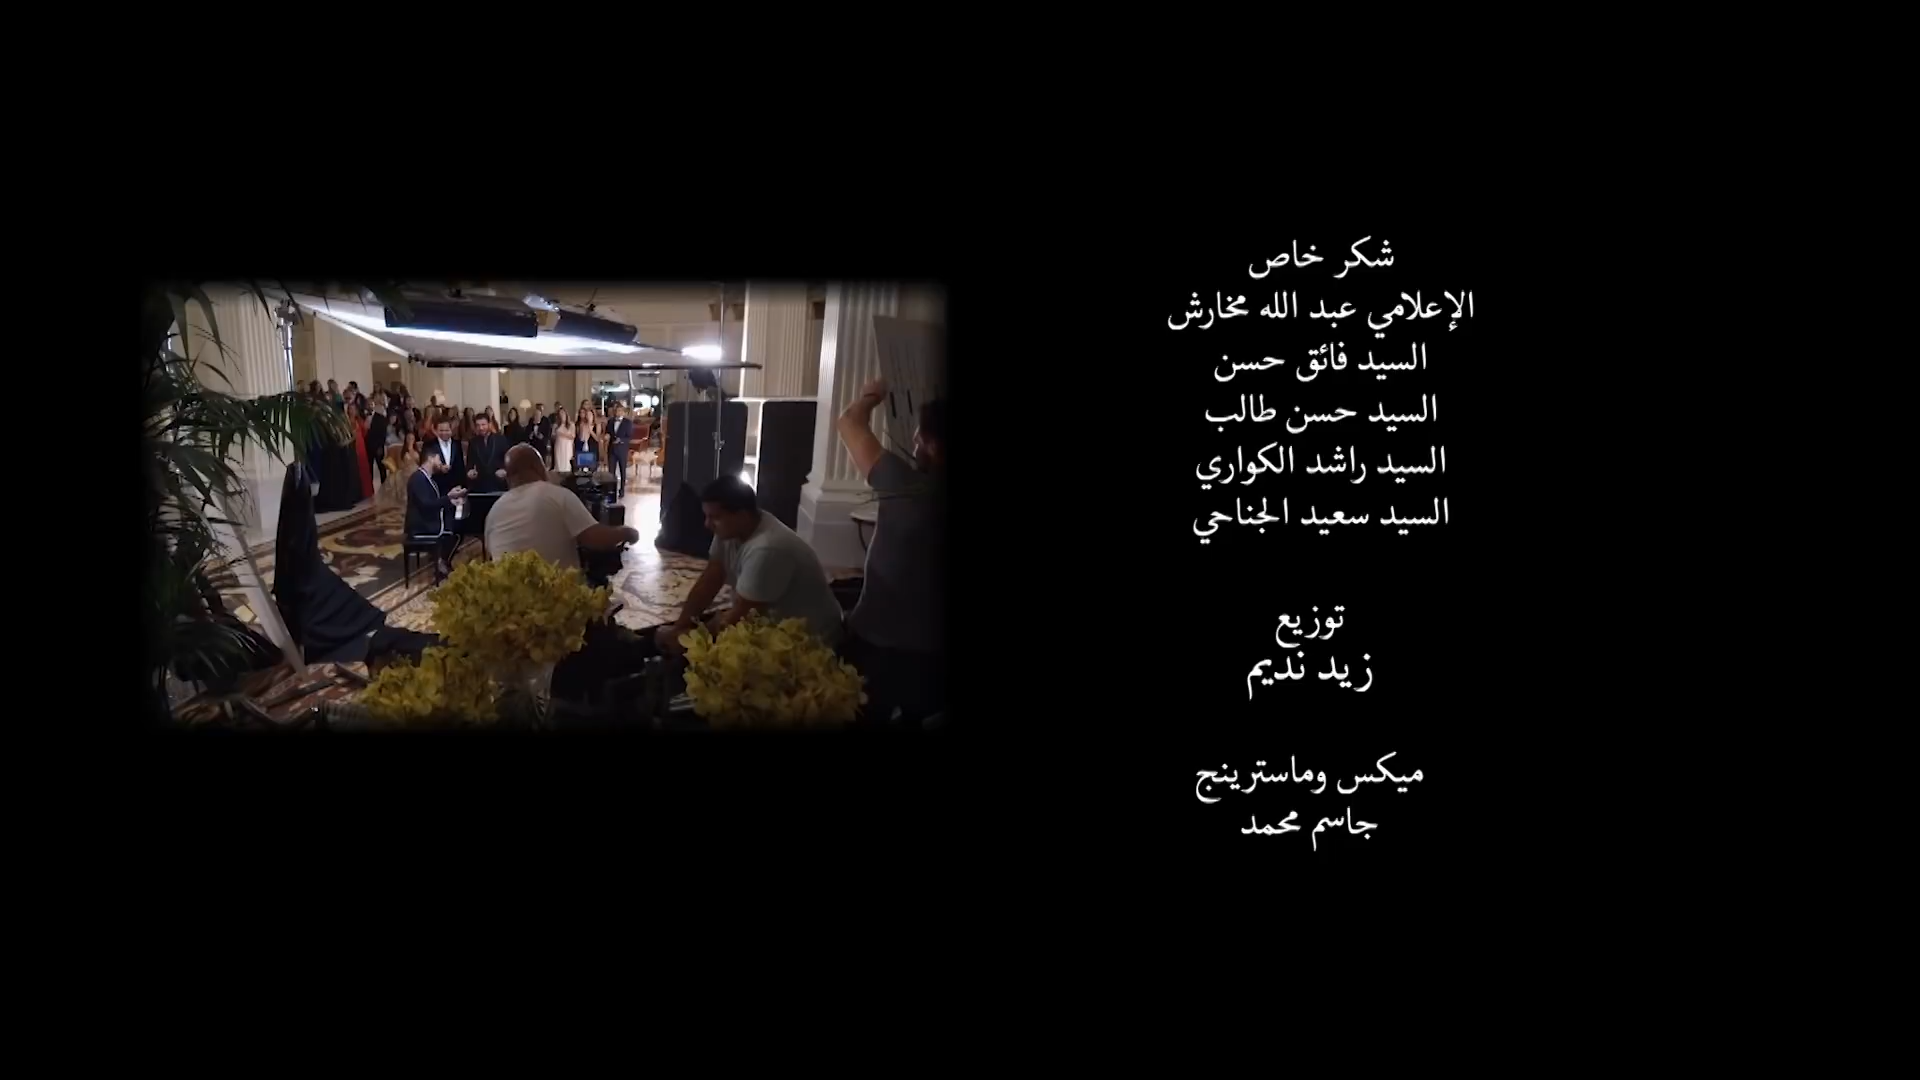 شكر خاص
الإعلامي عبد الله مخارش
السيد فائق حسن
السيد حسن طالب
السيد راشد الكواري
السيد سعيد الجناحي
توزيع
زيد نديم
ميكس وماسترينج
جاسم محمد